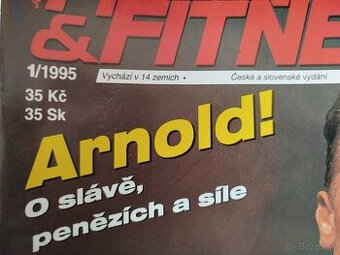 & FITNE
1/1995
Vychází v 14 zemích •
České a slovenské vydání
35 Kč
35 Sk
Arnold!
O slávě,
penězích a síle